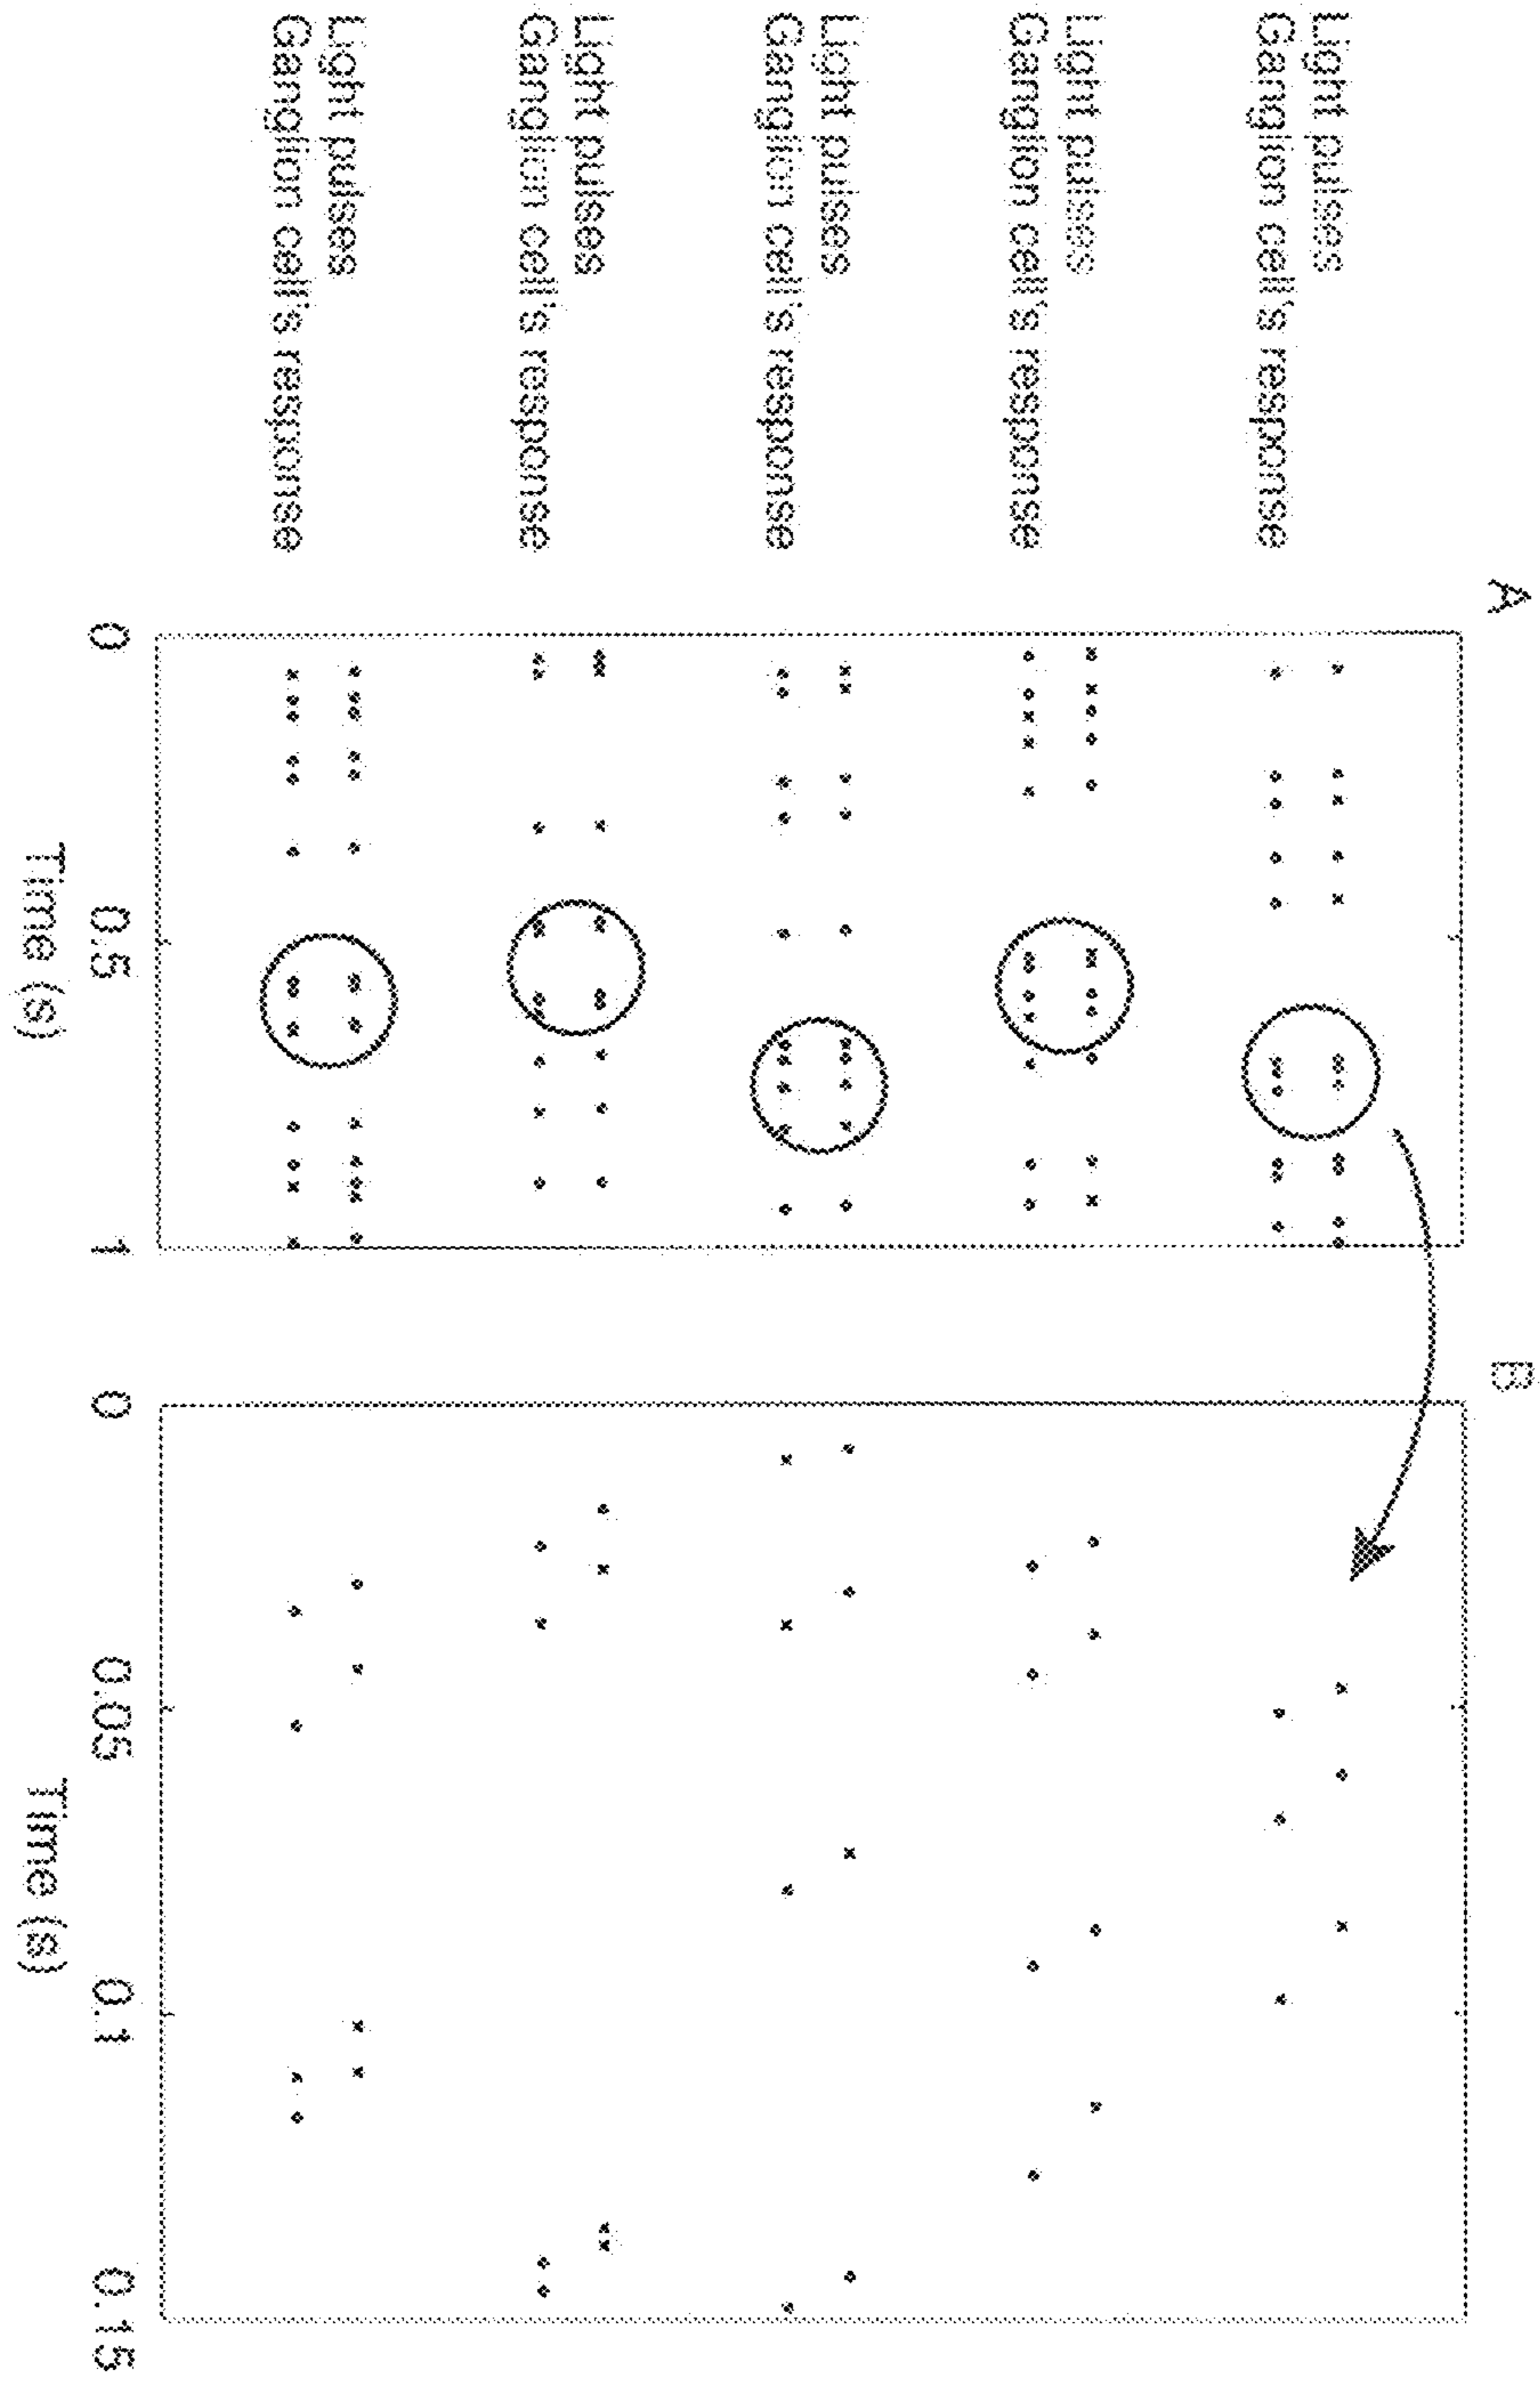 A
B
Light pulses
Ganglion cell's response
Light pulses
Ganglion cell's response
Light pulses
Ganglion cell's response
Light pulses
Ganglion cell's response
Light pulses
Ganglion cell's response
0
0.5
1
0
0.05
0.1
0.15
Time (s)
Time (s)